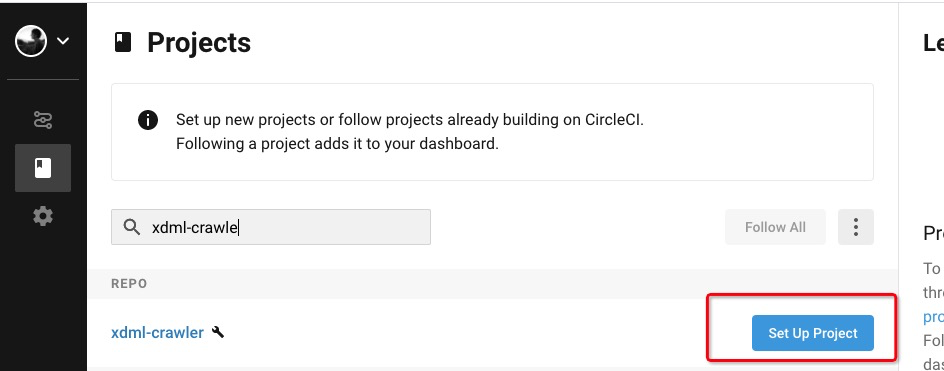 Projects
Set up new projects or follow projects already building on CircleCI.
Following a project adds it to your dashboard.
xdml-crawle
Follow All
REPO
xdml-crawler
Set Up Project
Le
Pr
To
thr
pro
Fol
das